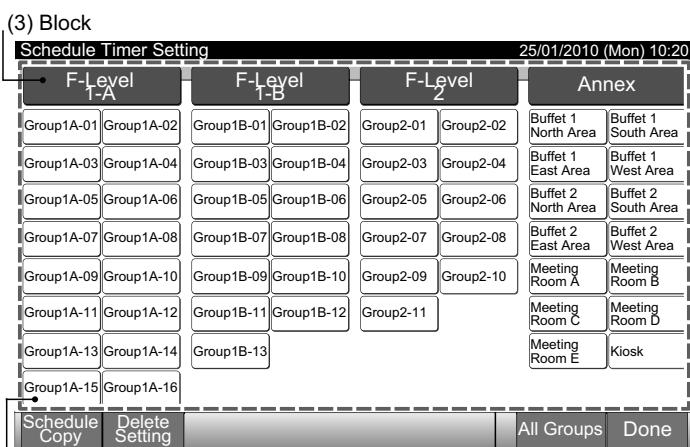 (3) Block
Schedule Timer Setting 25/01/2010 (Mon) 10:20
F-Level
1-A
F-Level
1-B
F-Level
2
Annex
Group1A-01 Group1A-02 Group1B-01 Group1B-02 Group2-01 Group2-02 Buffet 1 North Area Buffet 1 South Area
Group1A-03 Group1A-04 Group1B-03 Group1B-04 Group2-03 Group2-04 Buffet 1 East Area Buffet 1 West Area
Group1A-05 Group1A-06 Group1B-05 Group1B-06 Group2-05 Group2-06 Buffet 2 North Area Buffet 2 South Area
Group1A-07 Group1A-08 Group1B-07 Group1B-08 Group2-07 Group2-08 Buffet 2 East Area Buffet 2 West Area
Group1A-09 Group1A-10 Group1B-09 Group1B-10 Group2-09 Group2-10 Meeting Room A Meeting Room B
Group1A-11 Group1A-12 Group1B-11 Group1B-12 Group2-11 Meeting Room C Meeting Room D
Group1A-13 Group1A-14 Group1B-13 Meeting Room E Kiosk
Group1A-15 Group1A-16
Schedule Copy Delete Setting All Groups Done